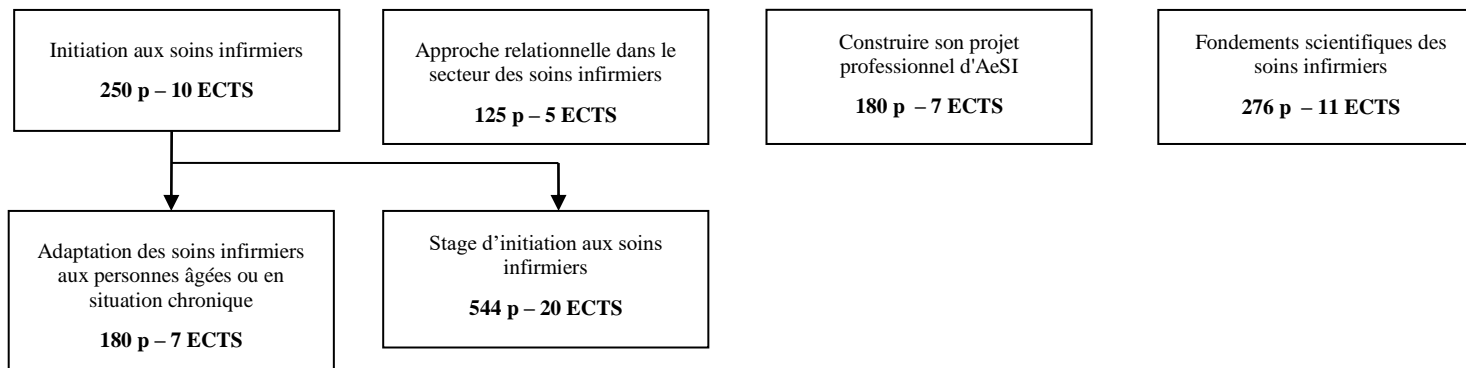 Initiation aux soins infirmiers
250 p – 10 ECTS
Approche relationnelle dans le
secteur des soins infirmiers
125 p – 5 ECTS
Construire son projet
professionnel d'AeSI
180 p – 7 ECTS
Fondements scientifiques des
soins infirmiers
276 p – 11 ECTS
Adaptation des soins infirmiers
aux personnes âgées ou en
situation chronique
180 p – 7 ECTS
Stage d’initiation aux soins
infirmiers
544 p – 20 ECTS